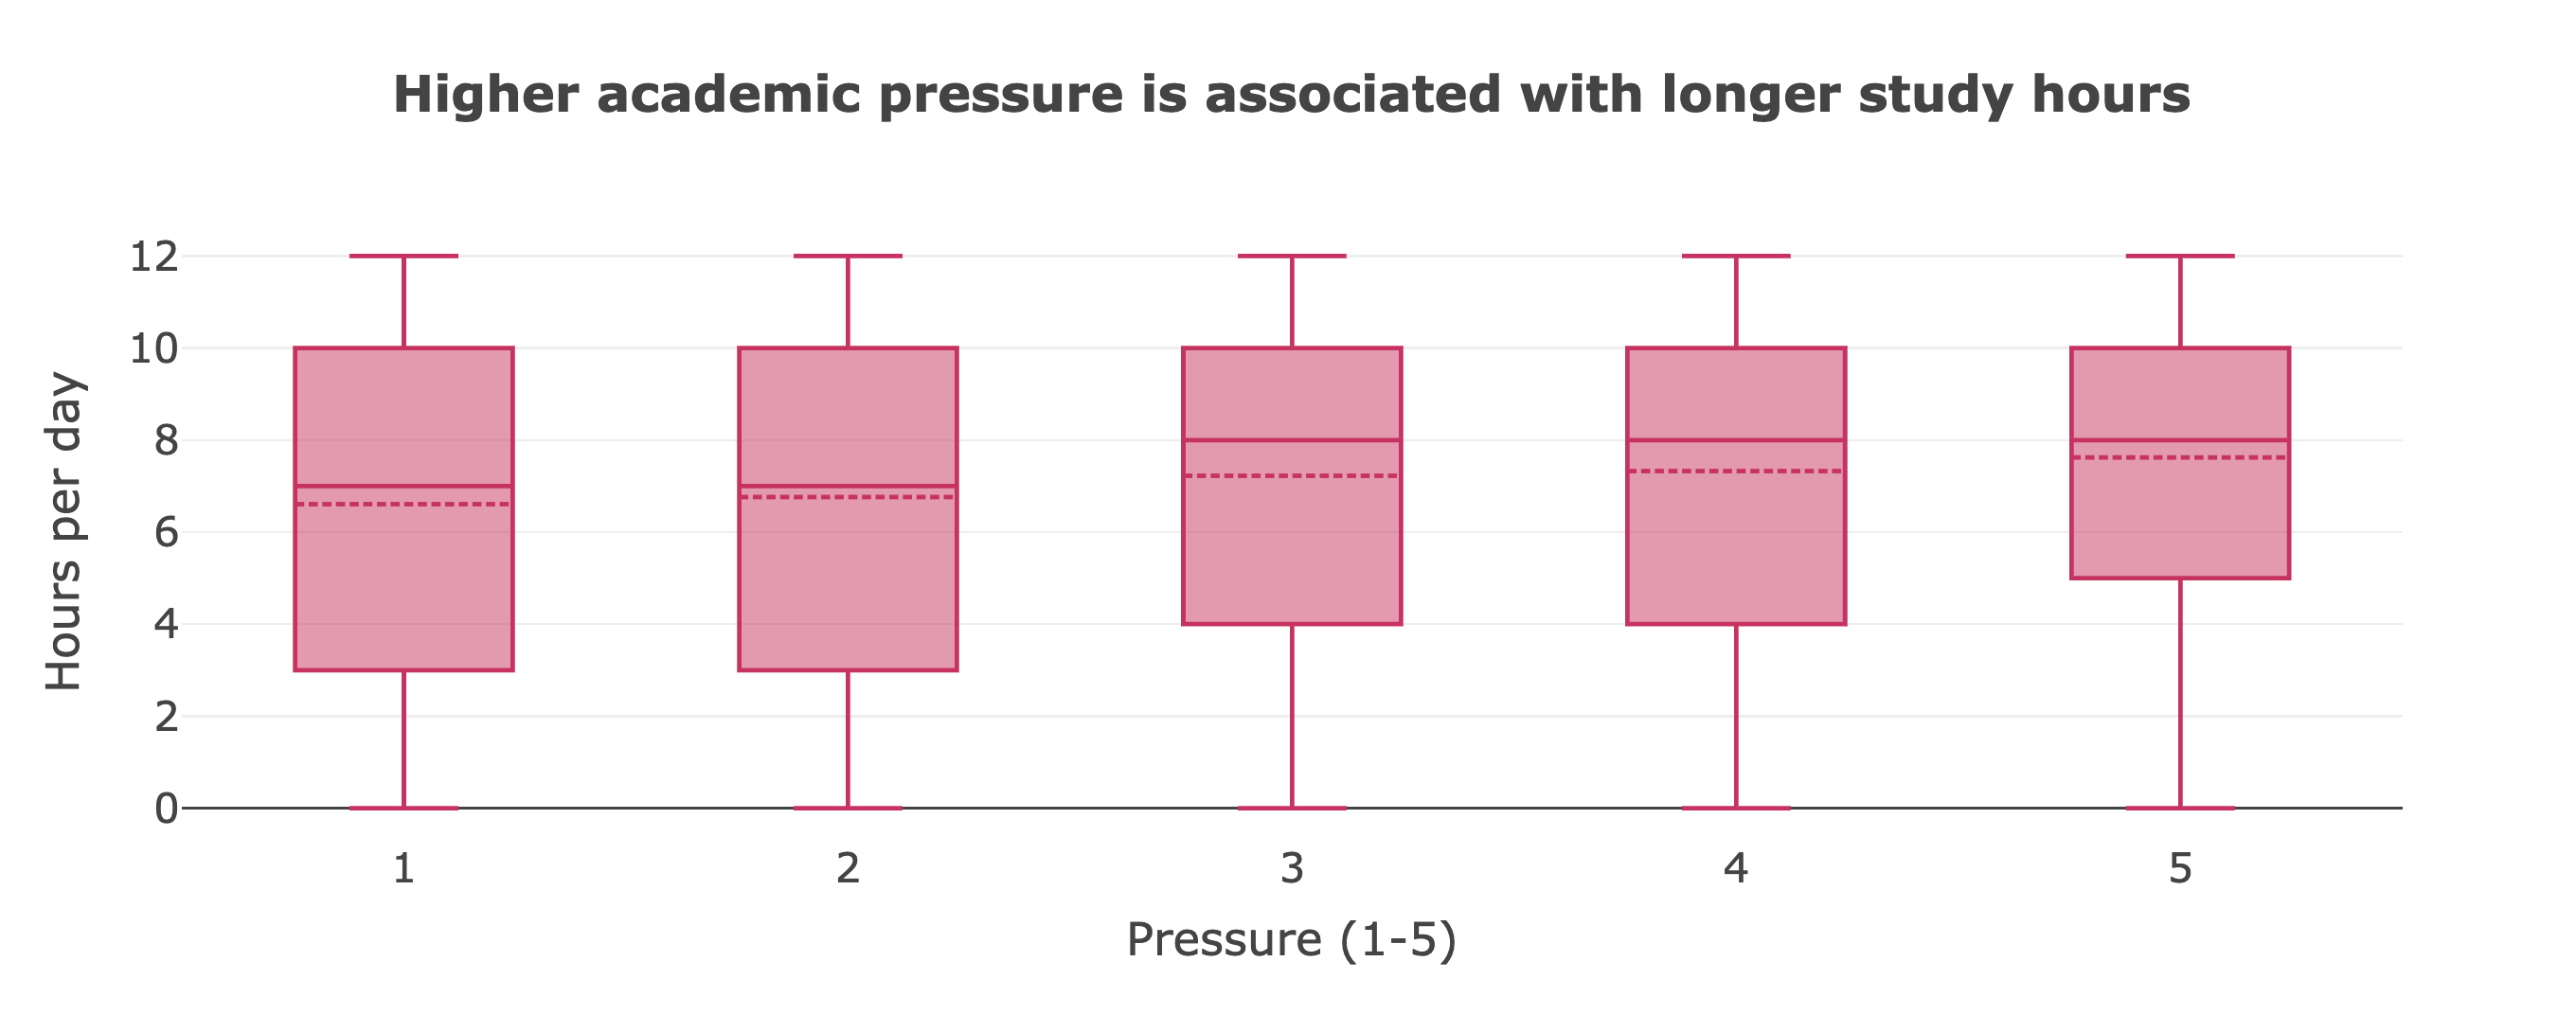 Higher academic pressure is associated with longer study hours
12
10
8
6
4
2
0
Hours per day
1 2 3 4 5
Pressure (1-5)